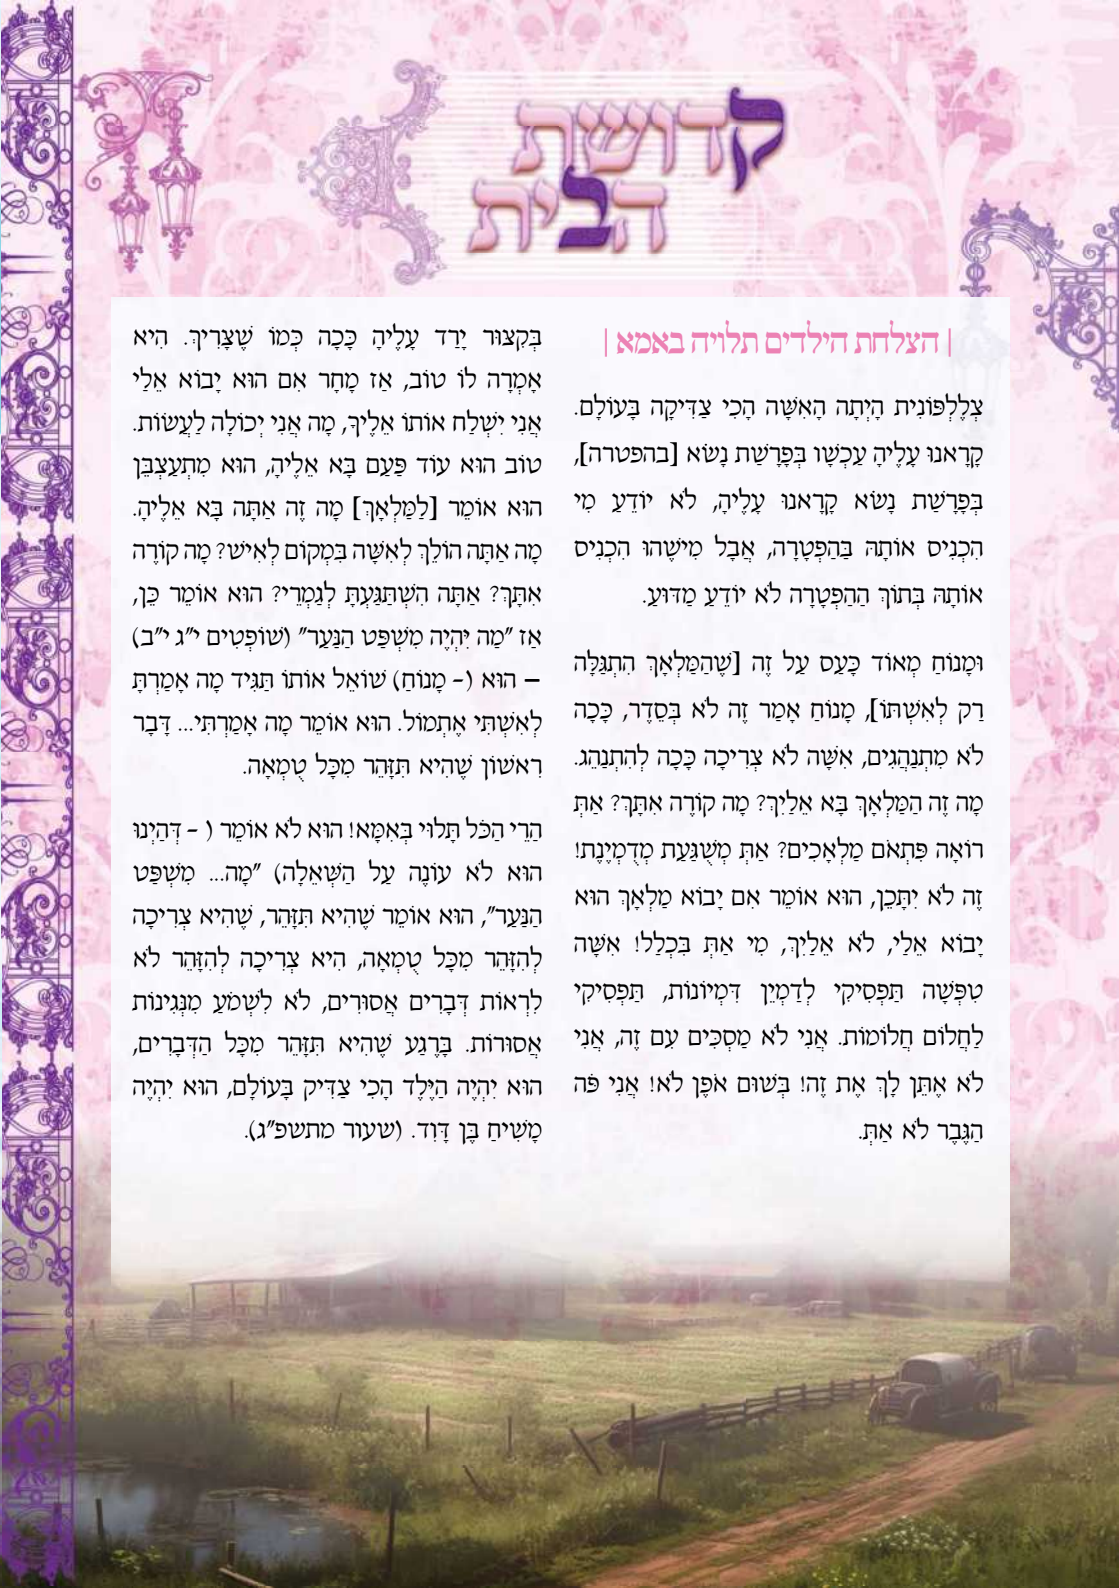 קדושת
הבית
| הצלחת הילדים תלויה באמא |
צְלֶלְפּוֹנִית הָיְתָה הָאִשָּׁה הָכִי צַדִּיקָה בָּעוֹלָם.
קָרָאנוּ עָלֶיהָ עַכְשָׁו בְּפָרָשַׁת נָשׂא [בהפטרה],
בְּפָרָשַׁת נָשׂא קָרָאנוּ עָלֶיהָ, לֹא יוֹדֵעַ מִי
הִכְנִיס אוֹתָהּ בַּהַפְטָרָה, אֲבָל מִישֶׁהוּ הִכְנִיס
אוֹתָהּ בְּתוֹךְ הַהַפְטָרָה לֹא יוֹדֵעַ מַדּוּעַ.
וּמָנוֹחַ מְאוֹד כָּעַס עַל זֶה [שֶׁהַמַּלְאָךְ הִתְגַּלָּה
רַק לְאִשְׁתּוֹ], מָנוֹחַ אָמַר זֶה לֹא בְּסֵדֶר, כָּכָה
לֹא מִתְנַהֲגִים, אִשָּׁה לֹא צְרִיכָה כָּכָה לְהִתְנַהֵג.
מָה זֶה הַמַּלְאָךְ בָּא אֵלַיִךְ? מָה קוֹרֶה אִתָּךְ? אַתְּ
רוֹאָה פִּתְאֹם מַלְאָכִים? אַתְּ מְשֻׁגַּעַת מְדֻמְיֶנֶת!
זֶה לֹא יִתָּכֵן, הוּא אוֹמֵר אִם יָבוֹא מַלְאָךְ הוּא
יָבוֹא אֵלַי, לֹא אֵלַיִךְ, מִי אַתְּ בִּכְלַל! אִשָּׁה
טִפְּשָׁה תַּפְסִיקִי לְדַמְיֵן דִּמְיוֹנוֹת, תַּפְסִיקִי
לַחֲלוֹם חֲלוֹמוֹת. אֲנִי לֹא מַסְכִּים עִם זֶה, אֲנִי
לֹא אֶתֵּן לָךְ אֶת זֶה! בְּשׁוּם אֹפֶן לֹא! אֲנִי פֹּה
הַגֶּבֶר לֹא אַתְּ.
בְּקִצוּר יָרַד עָלֶיהָ כָּכָה כְּמוֹ שֶׁצָּרִיךְ. הִיא
אָמְרָה לוֹ טוֹב, אַז מָחָר אִם הוּא יָבוֹא אֵלַי
אֲנִי יִשְׁלַח אוֹתוֹ אֵלֶיךָ, מָה אֲנִי יְכוֹלָה לַעֲשׂוֹת.
טוֹב הוּא עוֹד פַּעַם בָּא אֵלֶיהָ, הוּא מִתְעַצְבֵּן
הוּא אוֹמֵר [לַמַּלְאָךְ] מָה זֶה אַתָּה בָּא אֵלֶיהָ.
מָה אַתָּה הוֹלֵךְ לְאִשָּׁה בִּמְקוֹם לְאִישׁ? מָה קוֹרֶה
אִתָּךְ? אַתָּה הִשְׁתַּגַּעְתָּ לְגַמְרֵי? הוּא אוֹמֵר כֵּן,
אַז "מַה יִּהְיֶה מִשְׁפַּט הַנַּעַר" (שׁוֹפְטִים י"ג י"ב)
– הוּא (- מָנוֹחַ) שׁוֹאֵל אוֹתוֹ תַּגִּיד מָה אָמַרְתָּ
לְאִשְׁתִּי אֶתְמוֹל. הוּא אוֹמֵר מָה אָמַרְתִּי... דָּבָר
רִאשׁוֹן שֶׁהִיא תִּזָּהֵר מִכָּל טֻמְאָה.
הֲרֵי הַכֹּל תָּלוּי בְּאִמָּא! הוּא לֹא אוֹמֵר ( - דְּהַיְנוּ
הוּא לֹא עוֹנֶה עַל הַשְּׁאֵלָה) "מָה... מִשְׁפַּט
הַנַּעַר", הוּא אוֹמֵר שֶׁהִיא תִּזָּהֵר, שֶׁהִיא צְרִיכָה
לְהִזָּהֵר מִכָּל טֻמְאָה, הִיא צְרִיכָה לְהִזָּהֵר לֹא
לִרְאוֹת דְּבָרִים אֲסוּרִים, לֹא לִשְׁמֹעַ מַנְגִּינוֹת
אֲסוּרוֹת. בָּרֶגַע שֶׁהִיא תִּזָּהֵר מִכָּל הַדְּבָרִים,
הוּא יִהְיֶה הַיֶּלֶד הָכִי צַדִּיק בָּעוֹלָם, הוּא יִהְיֶה
מָשִׁיחַ בֶּן דָּוִד. (שעור מתשפ"ג).